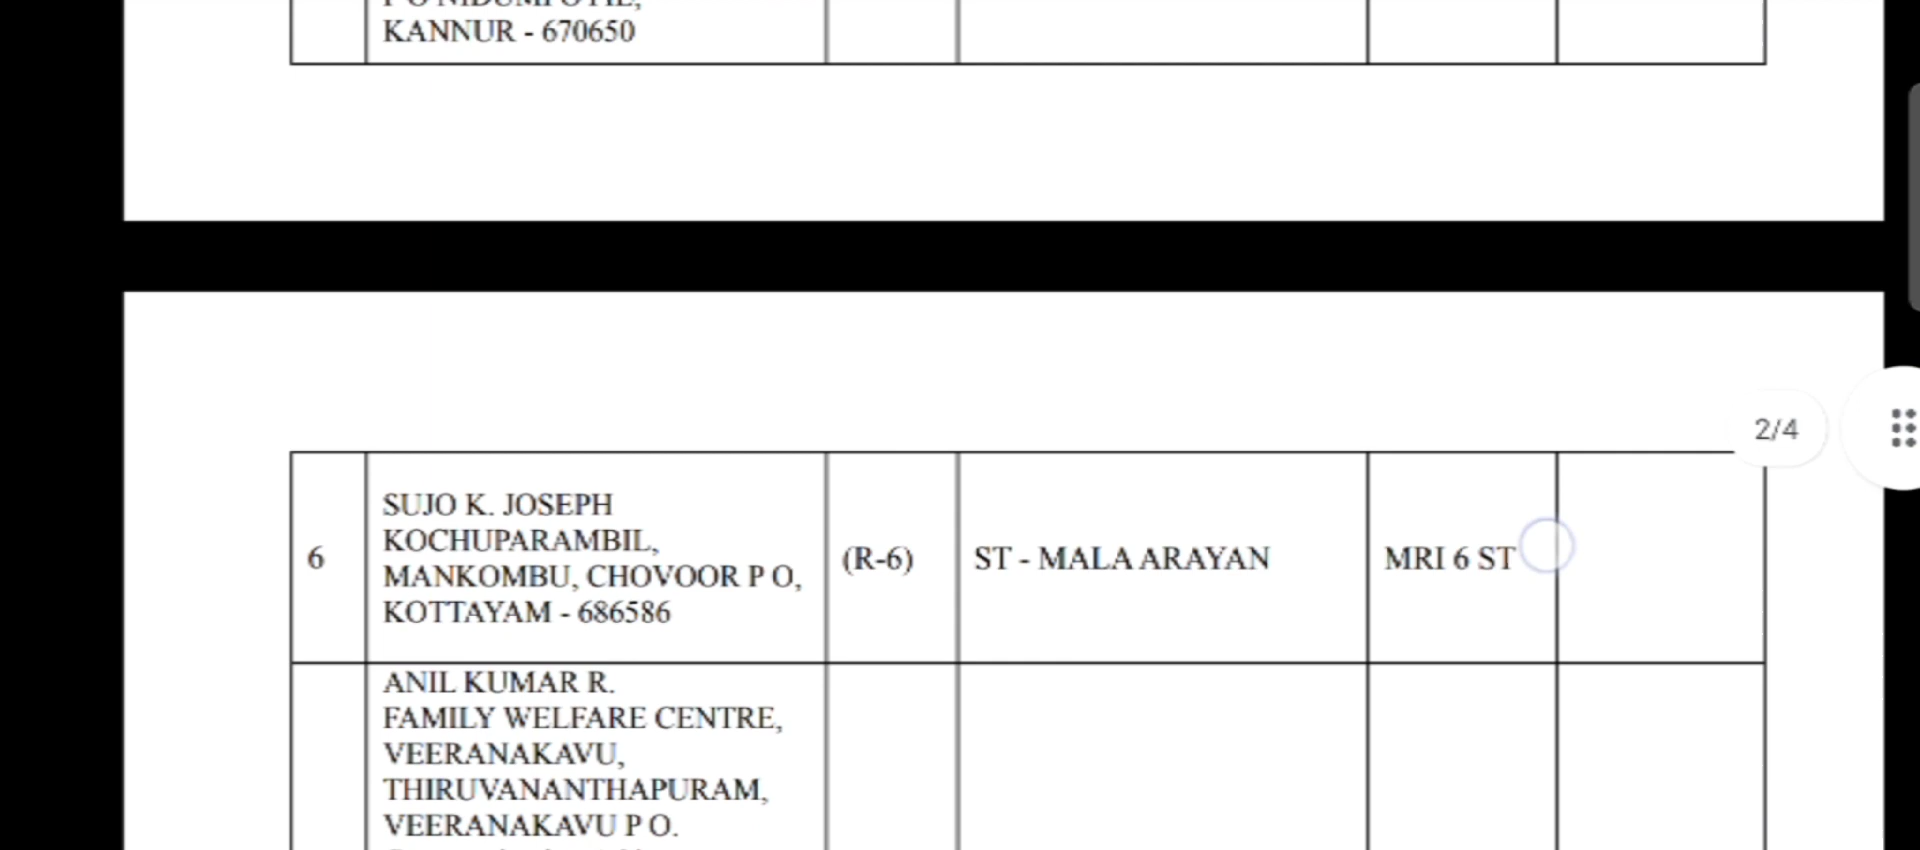 KANNUR - 670650
2/4
6
SUJO K. JOSEPH
KOCHUPARAMBIL,
MANKOMBU, CHOVOOR P O,
KOTTAYAM - 686586
(R-6)
ST - MALA ARAYAN
MRI 6 ST
ANIL KUMAR R.
FAMILY WELFARE CENTRE,
VEERANAKAVU,
THIRUVANANTHAPURAM,
VEERANAKAVU P O.